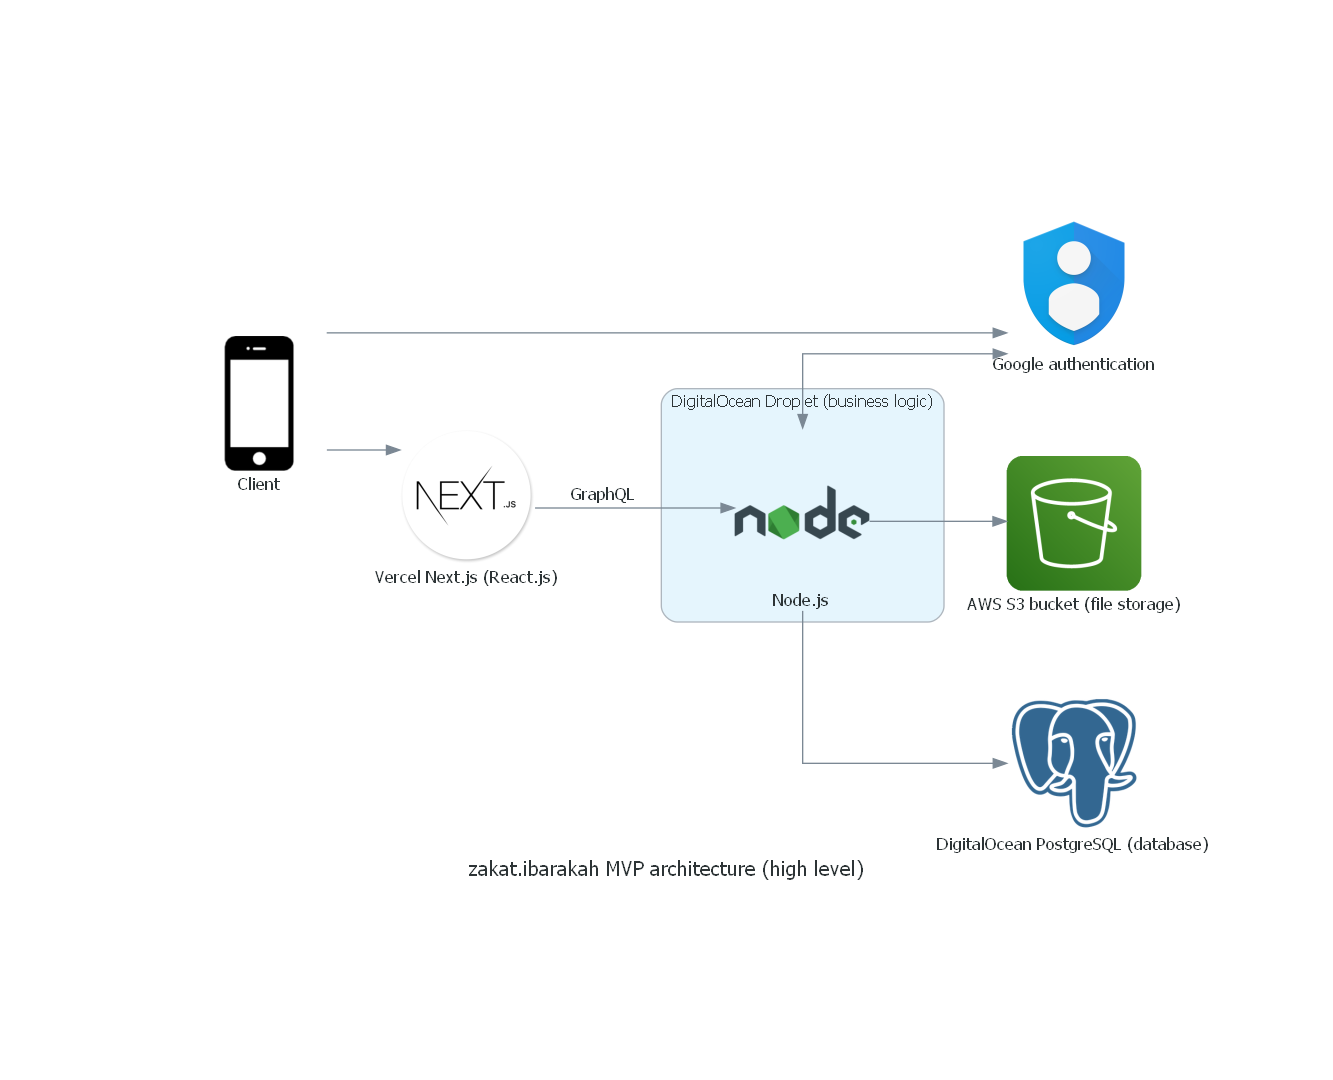 Google authentication
DigitalOcean Droplet (business logic)
Client
NEXT.JS
GraphQL
node
Vercel Next.js (React.js)
Node.js
AWS S3 bucket (file storage)
DigitalOcean PostgreSQL (database)
zakat.ibarakah MVP architecture (high level)